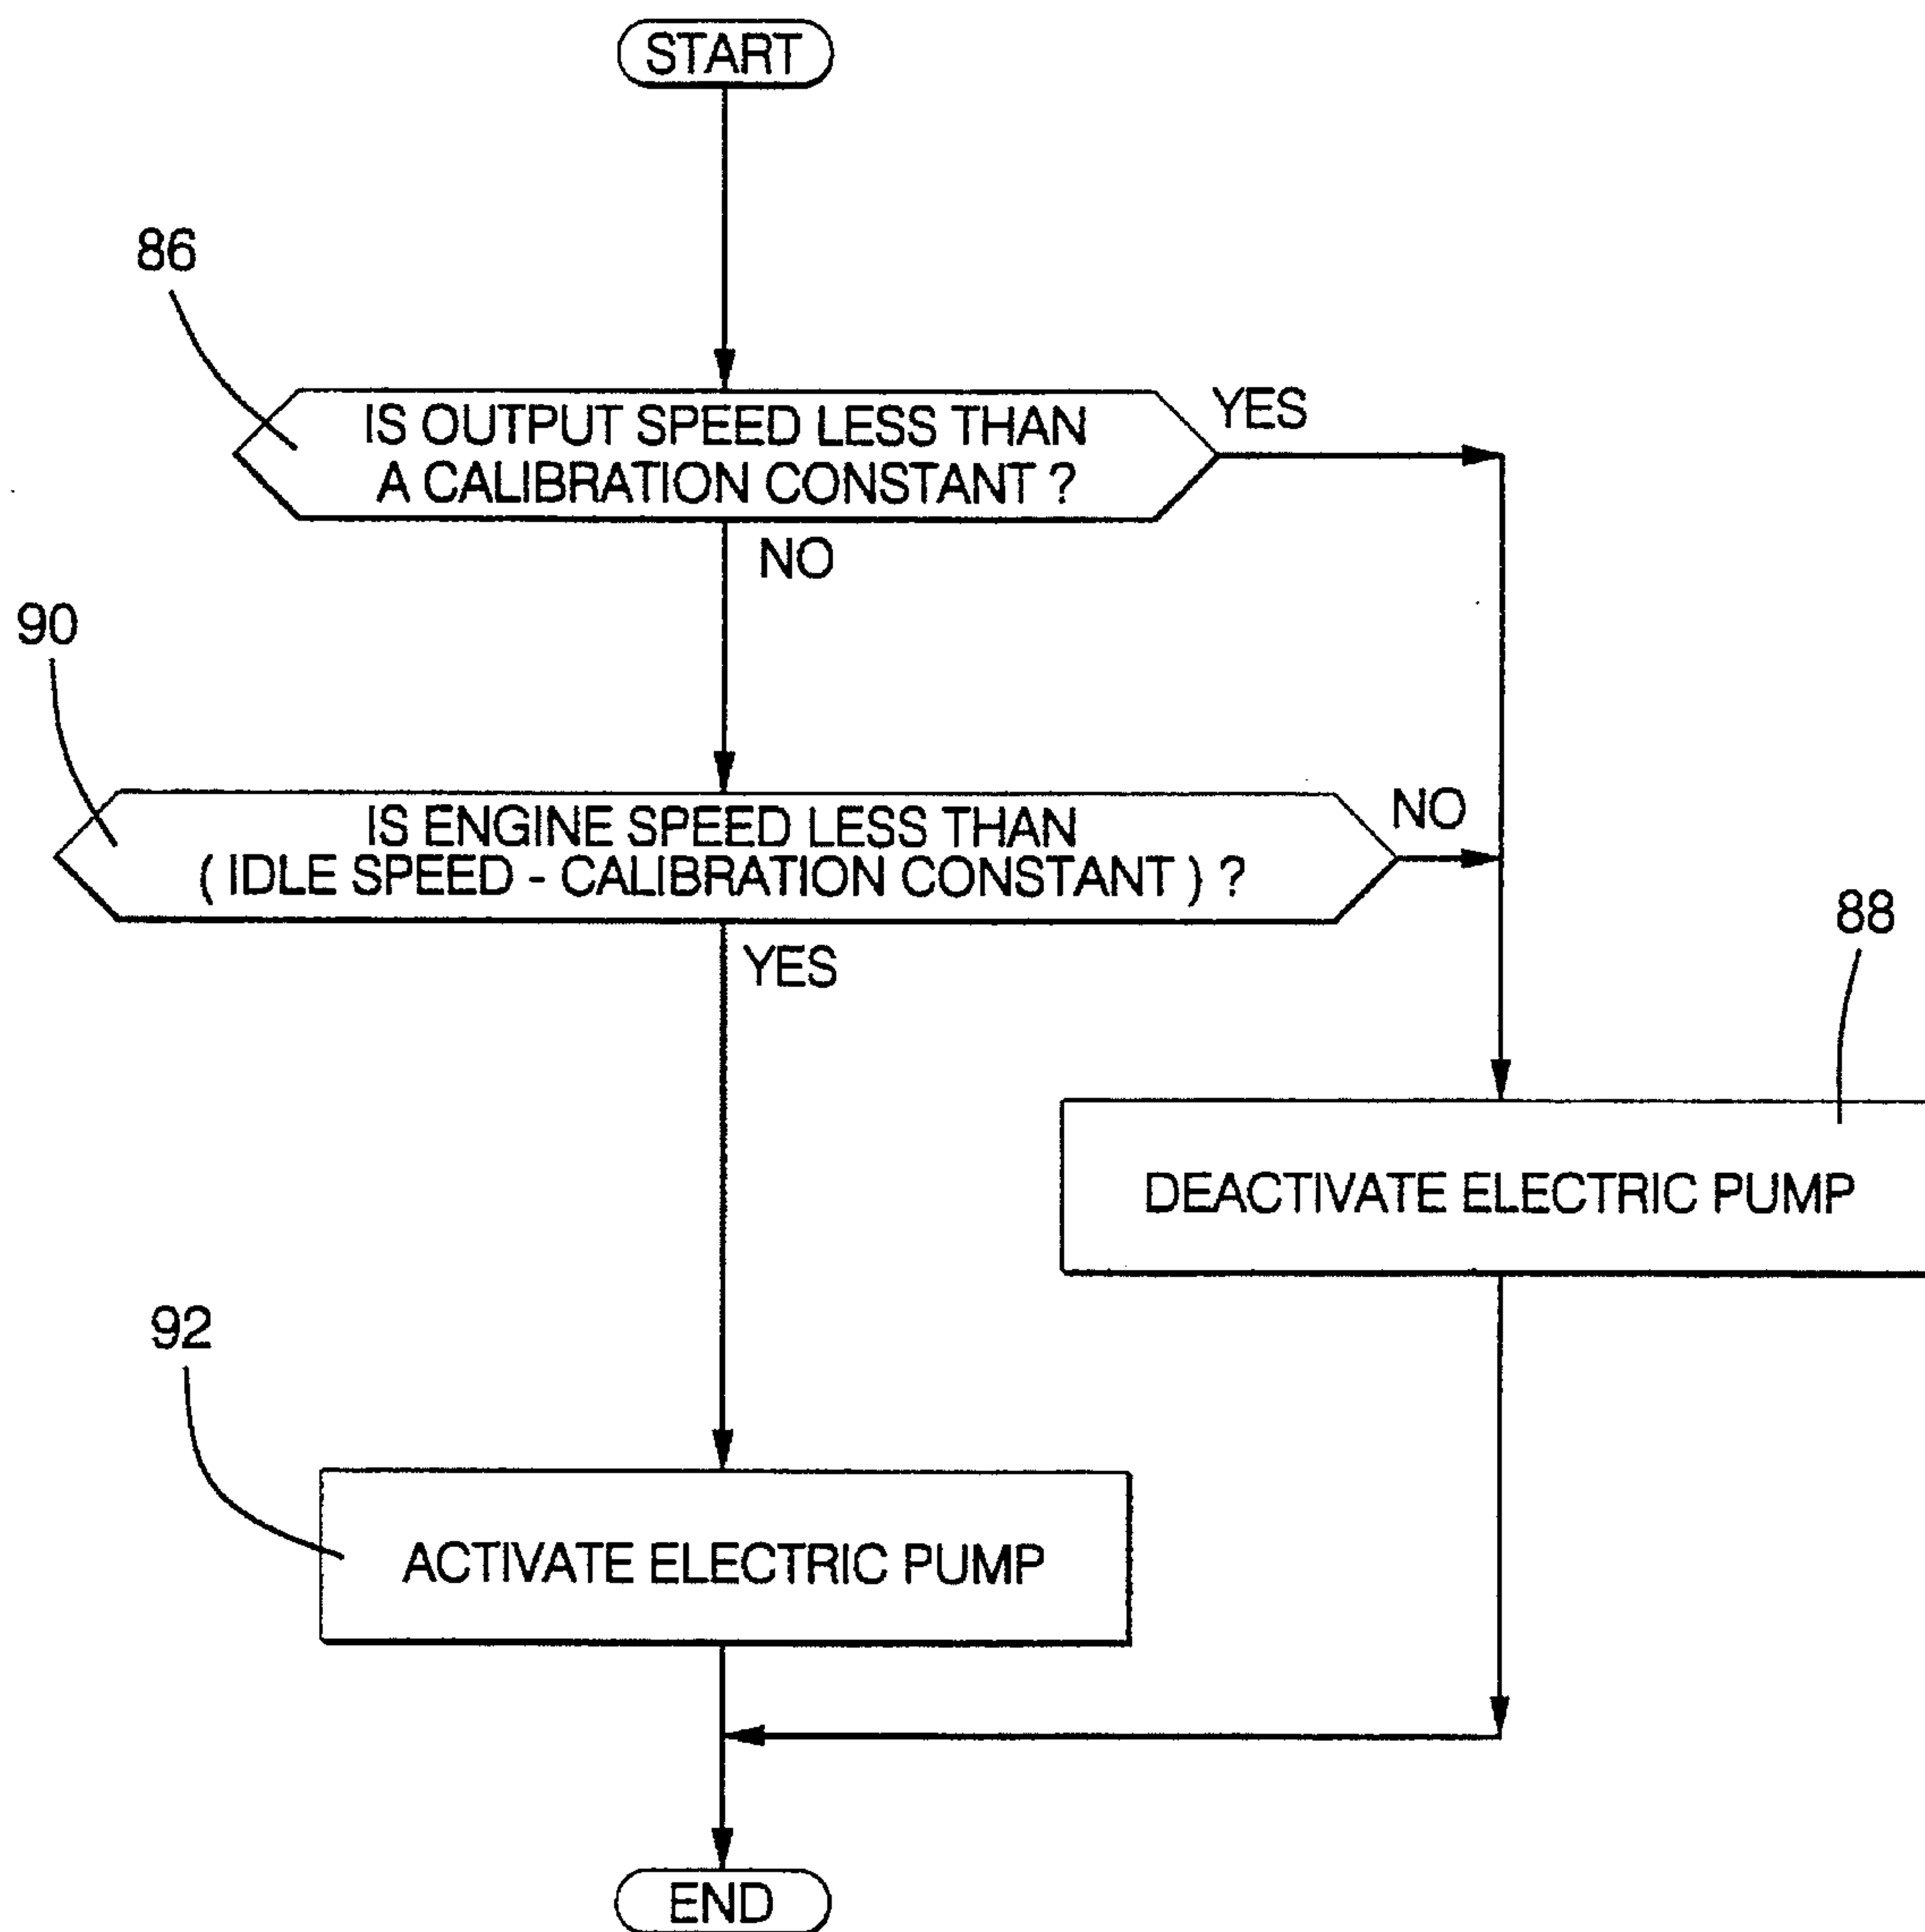 START
86
IS OUTPUT SPEED LESS THAN
A CALIBRATION CONSTANT ?
YES
NO
90
IS ENGINE SPEED LESS THAN
( IDLE SPEED - CALIBRATION CONSTANT ) ?
NO
YES
88
DEACTIVATE ELECTRIC PUMP
92
ACTIVATE ELECTRIC PUMP
END